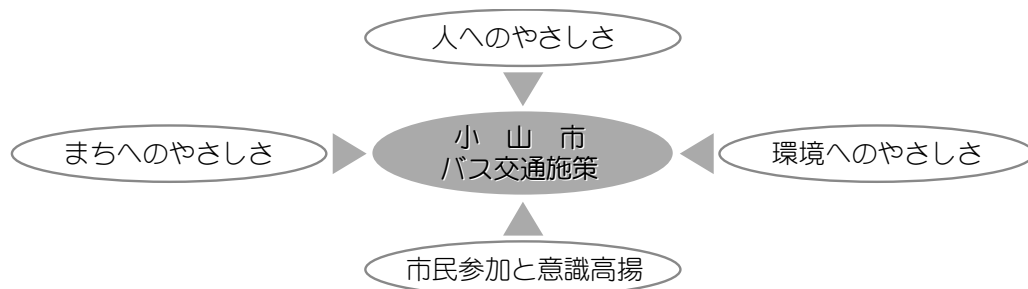 人へのやさしさ
まちへのやさしさ
小　山　市
バス交通施策
環境へのやさしさ
市民参加と意識高揚